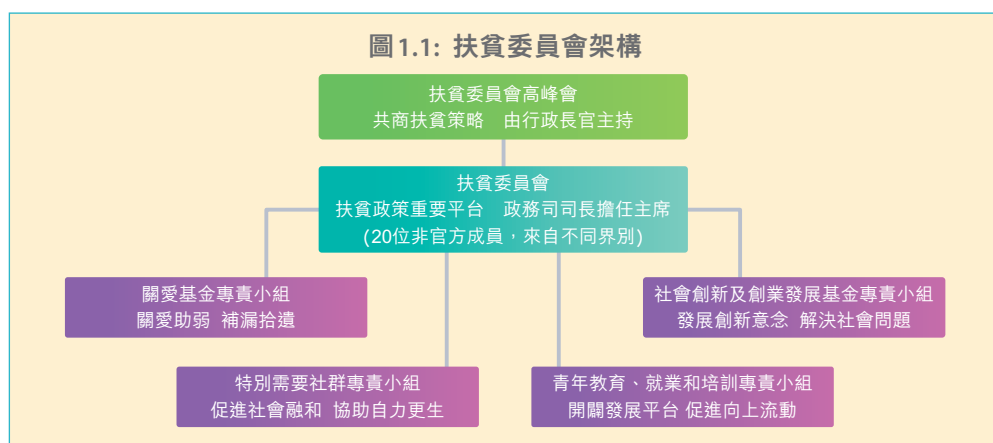 圖1.1: 扶貧委員會架構
扶貧委員會高峰會
共商扶貧策略　由行政長官主持
扶貧委員會
扶貧政策重要平台　政務司司長擔任主席
(20位非官方成員，來自不同界別)
關愛基金專責小組
關愛助弱 補漏拾遺
社會創新及創業發展基金專責小組
發展創新意念 解決社會問題
特別需要社群專責小組
促進社會融和 協助自力更生
青年教育、就業和培訓專責小組
開闢發展平台 促進向上流動